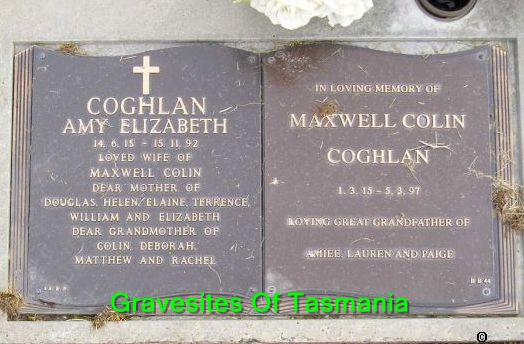 COGHLAN
AMY ELIZABETH
14. 6. 15 - 15. 11. 92
LOVED WIFE OF
MAXWELL COLIN
DEAR MOTHER OF
DOUGLAS, HELEN, ELAINE, TERRENCE,
WILLIAM AND ELIZABETH
DEAR GRANDMOTHER OF
COLIN, DEBORAH,
MATTHEW AND RACHEL
IN LOVING MEMORY OF
MAXWELL COLIN
COGHLAN
1. 3. 15 - 5. 3. 97
LOVING GREAT GRANDFATHER OF
AMIEE, LAUREN AND PAIGE
B B 44
Gravesites Of Tasmania
©